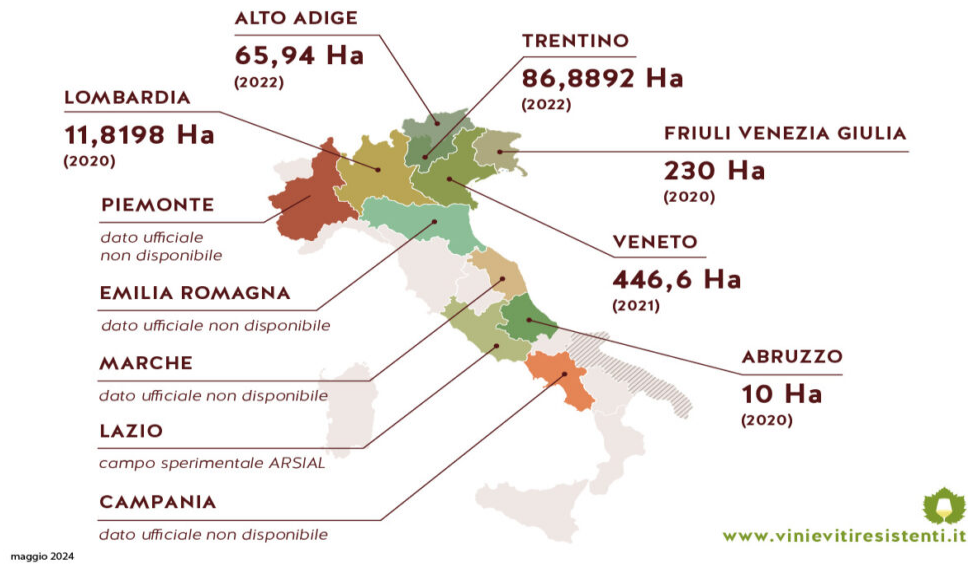 ALTO ADIGE
65,94 Ha
(2022)
TRENTINO
86,8892 Ha
(2022)
LOMBARDIA
11,8198 Ha
(2020)
FRIULI VENEZIA GIULIA
230 Ha
(2020)
PIEMONTE
dato ufficiale
non disponibile
VENETO
446,6 Ha
(2021)
EMILIA ROMAGNA
dato ufficiale non disponibile
MARCHE
dato ufficiale non disponibile
ABRUZZO
10 Ha
(2020)
LAZIO
campo sperimentale ARSIAL
CAMPANIA
dato ufficiale non disponibile
www.vinievitiresistenti.it
maggio 2024